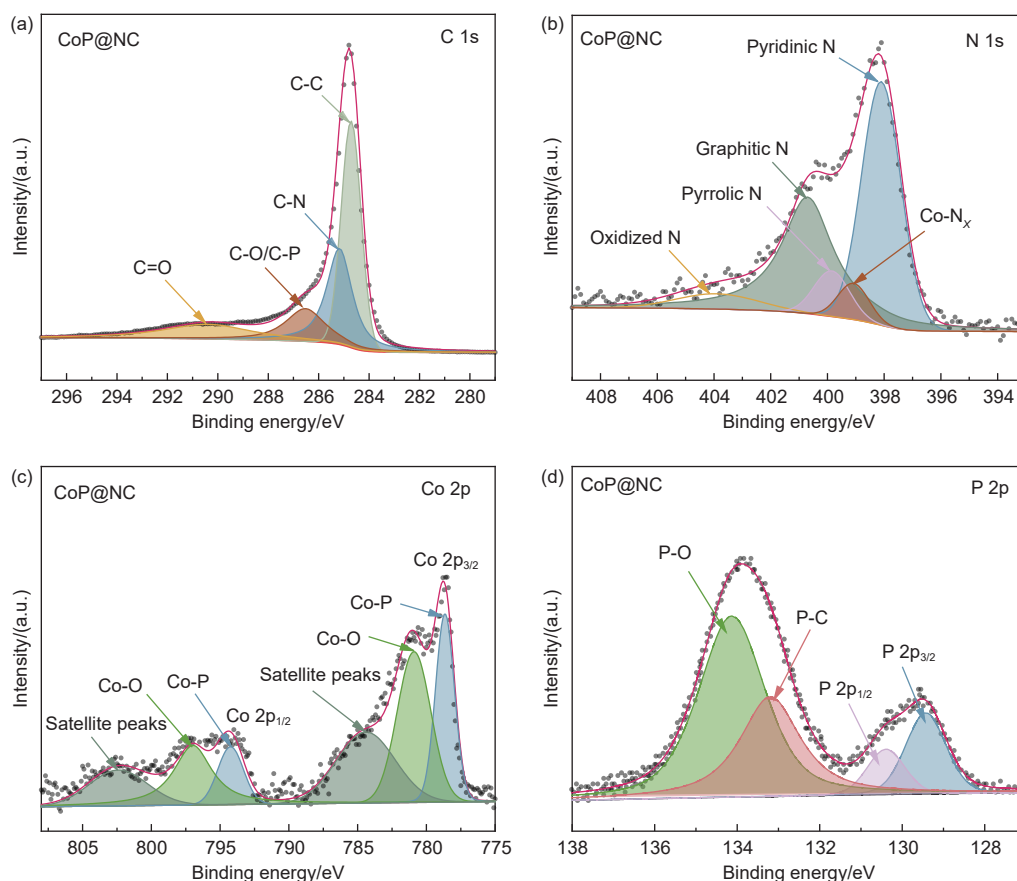 (a)
CoP@NC
C 1s
C-C
C-N
C-O/C-P
C=O
Intensity/(a.u.)
296 294 292 290 288 286 284 282 280
Binding energy/eV
(b)
CoP@NC
N 1s
Pyridinic N
Graphitic N
Pyrrolic N
Co-Nₓ
Oxidized N
Intensity/(a.u.)
408 406 404 402 400 398 396 394
Binding energy/eV
(c)
CoP@NC
Co 2p
Co 2p₃/₂
Co-P
Co-O
Satellite peaks
Co-P
Co-O
Co 2p₁/₂
Satellite peaks
Intensity/(a.u.)
805 800 795 790 785 780 775
Binding energy/eV
(d)
CoP@NC
P 2p
P-O
P-C
P 2p₃/₂
P 2p₁/₂
Intensity/(a.u.)
138 136 134 132 130 128
Binding energy/eV